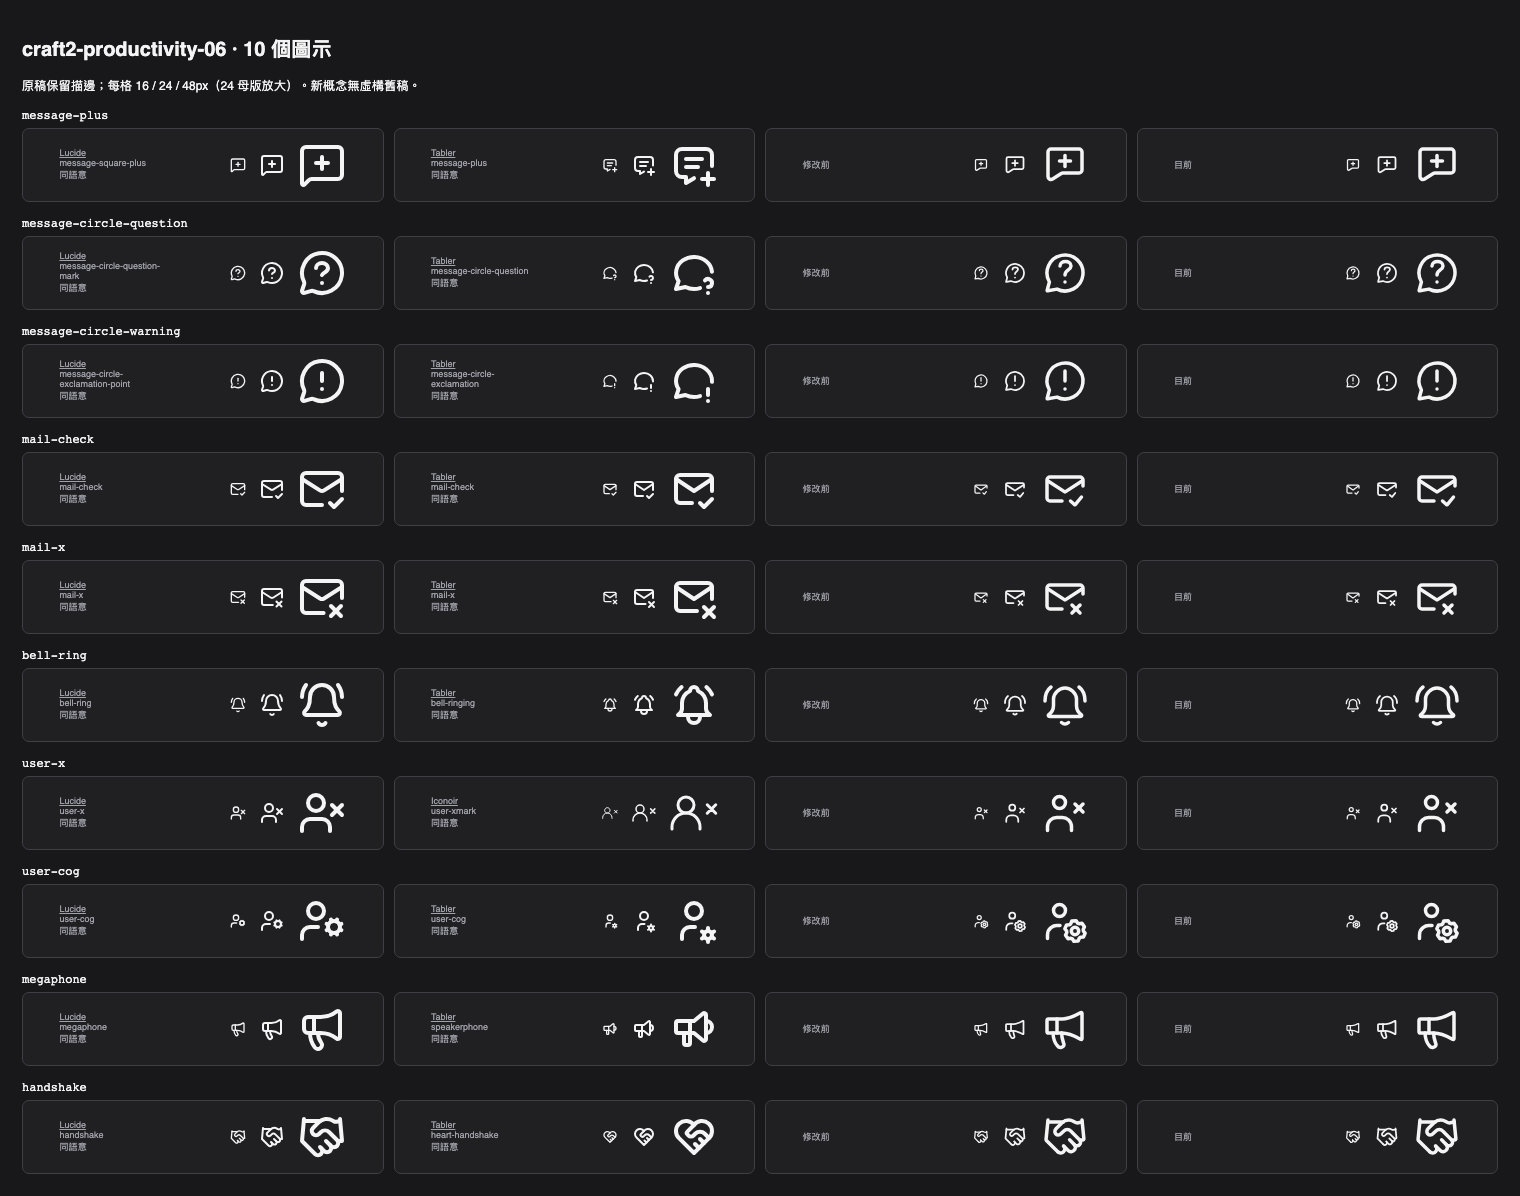 craft2-productivity-06 · 10 個圖示
原稿保留描邊；每格 16 / 24 / 48px（24 母版放大）。新概念無虛構舊稿。
message-plus
Lucide
message-square-plus
同語意
Tabler
message-plus
同語意
修改前
目前
message-circle-question
Lucide
message-circle-question-
mark
同語意
Tabler
message-circle-question
同語意
修改前
目前
message-circle-warning
Lucide
message-circle-
exclamation-point
同語意
Tabler
message-circle-
exclamation
同語意
修改前
目前
mail-check
Lucide
mail-check
同語意
Tabler
mail-check
同語意
修改前
目前
mail-x
Lucide
mail-x
同語意
Tabler
mail-x
同語意
修改前
目前
bell-ring
Lucide
bell-ring
同語意
Tabler
bell-ringing
同語意
修改前
目前
user-x
Lucide
user-x
同語意
Iconoir
user-xmark
同語意
修改前
目前
user-cog
Lucide
user-cog
同語意
Tabler
user-cog
同語意
修改前
目前
megaphone
Lucide
megaphone
同語意
Tabler
speakerphone
同語意
修改前
目前
handshake
Lucide
handshake
同語意
Tabler
heart-handshake
同語意
修改前
目前